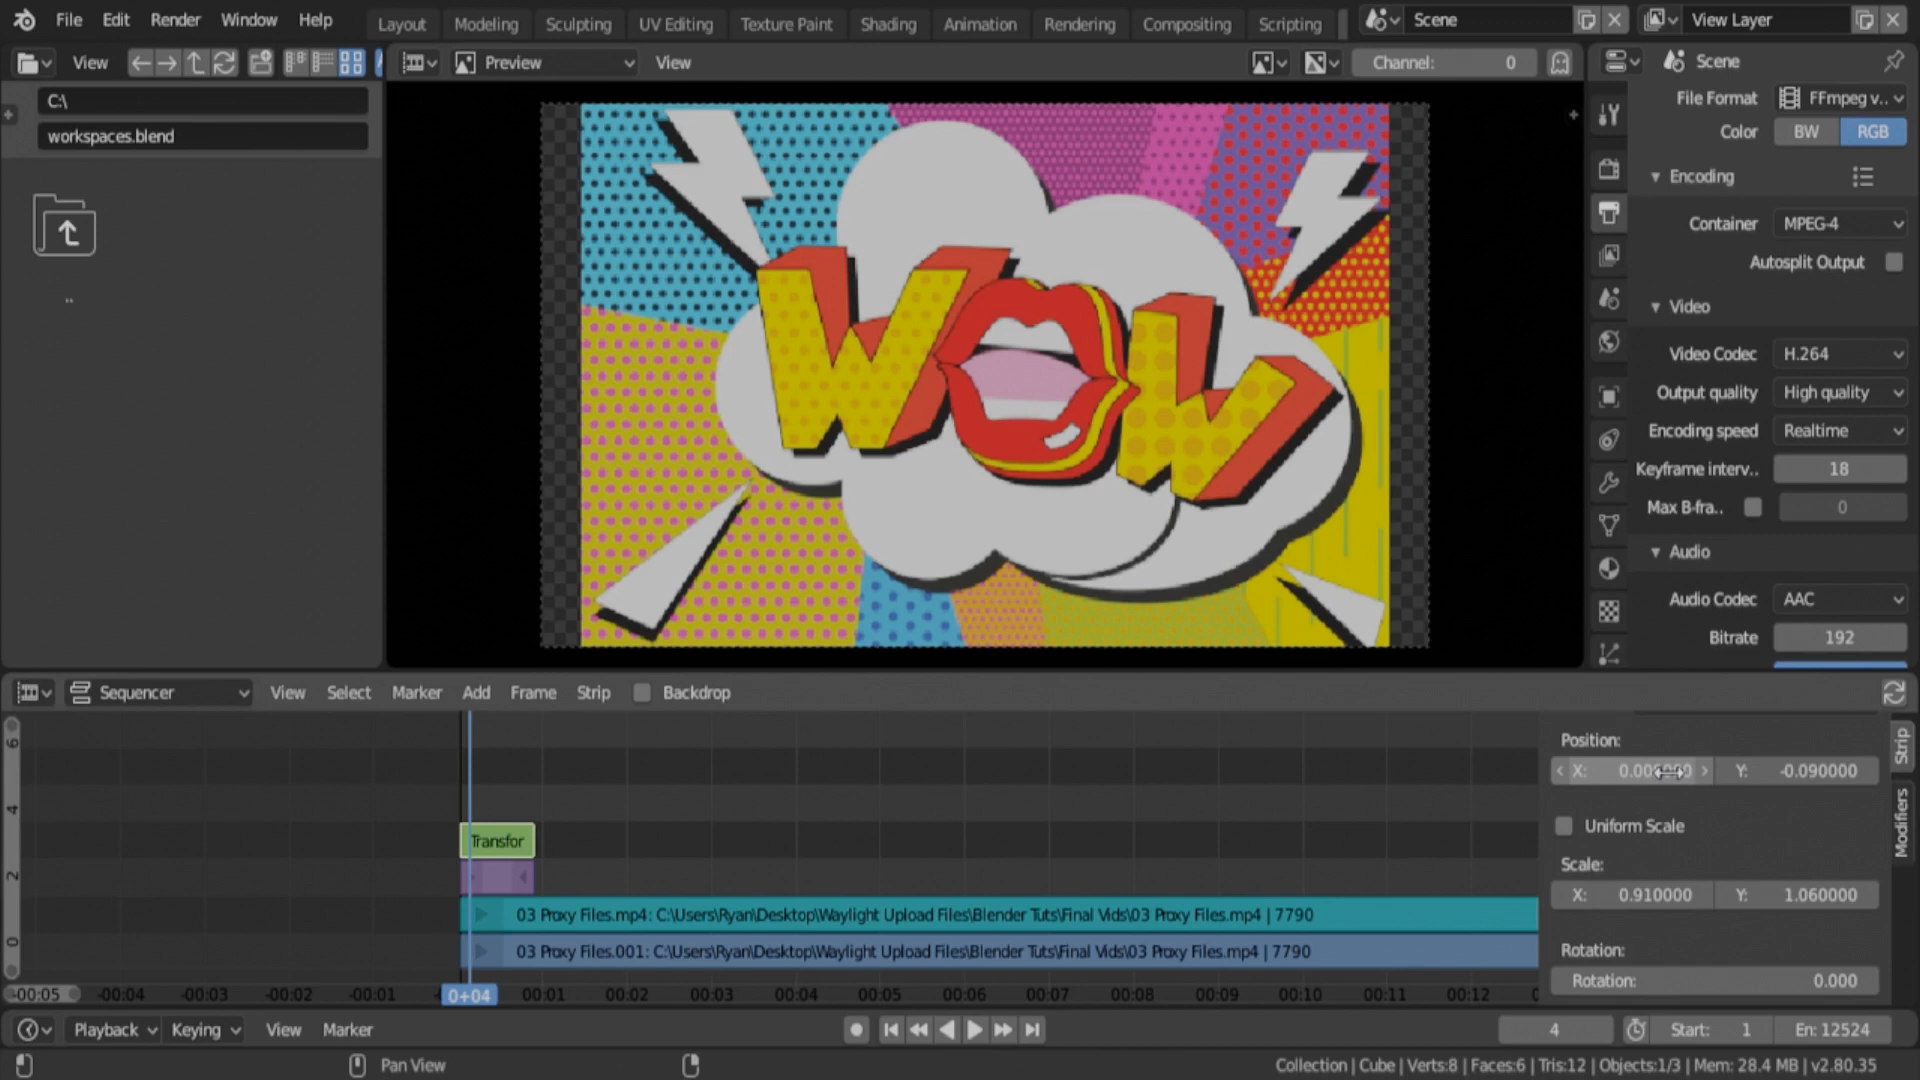 File Edit Render Window Help Layout Modeling Sculpting UV Editing Texture Paint Shading Animation Rendering Compositing Scripting Scene View Layer
View Preview View Channel: 0 Scene
C:\
workspaces.blend
..
WOW
File Format FFmpeg v..
Color BW RGB
Encoding
Container MPEG-4
Autosplit Output
Video
Video Codec H.264
Output quality High quality
Encoding speed Realtime
Keyframe interv.. 18
Max B-fra.. 0
Audio
Audio Codec AAC
Bitrate 192
Sequencer View Select Marker Add Frame Strip Backdrop
6
4
2
0
Transfor
03 Proxy Files.mp4: C:\Users\Ryan\Desktop\Waylight Upload Files\Blender Tuts\Final Vids\03 Proxy Files.mp4 | 7790
03 Proxy Files.001: C:\Users\Ryan\Desktop\Waylight Upload Files\Blender Tuts\Final Vids\03 Proxy Files.mp4 | 7790
-00:05 -00:04 -00:03 -00:02 -00:01 0+04 00:01 00:02 00:03 00:04 00:05 00:06 00:07 00:08 00:09 00:10 00:11 00:12
Position:
X: Y: -0.090000
Uniform Scale
Scale:
X: 0.910000 Y: 1.060000
Rotation:
Rotation: 0.000
Strip
Modifiers
Playback Keying View Marker 4 Start: 1 En: 12524
Pan View Collection | Cube | Verts:8 | Faces:6 | Tris:12 | Objects:1/3 | Mem: 28.4 MB | v2.80.35